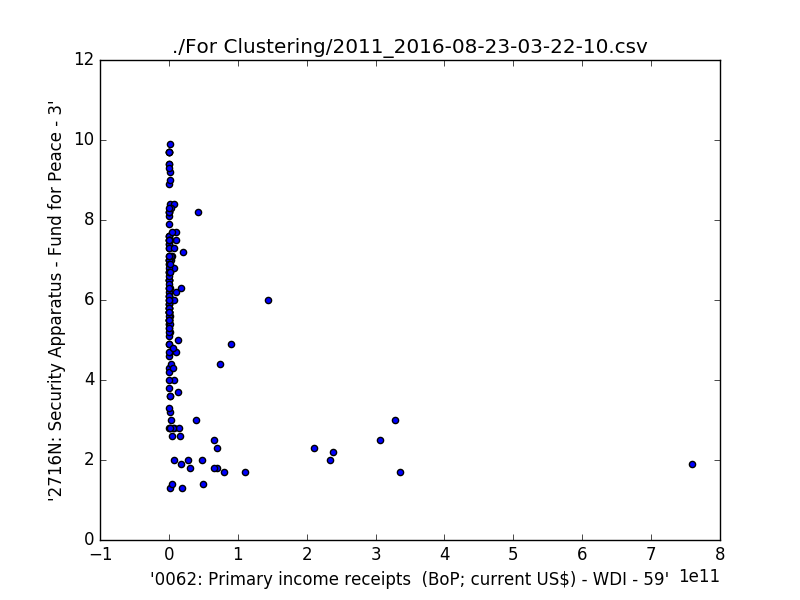 ./For Clustering/2011_2016-08-23-03-22-10.csv
12
10
8
6
4
2
0
'2716N: Security Apparatus - Fund for Peace - 3'
−1 0 1 2 3 4 5 6 7 8
1e11
'0062: Primary income receipts  (BoP; current US$) - WDI - 59'